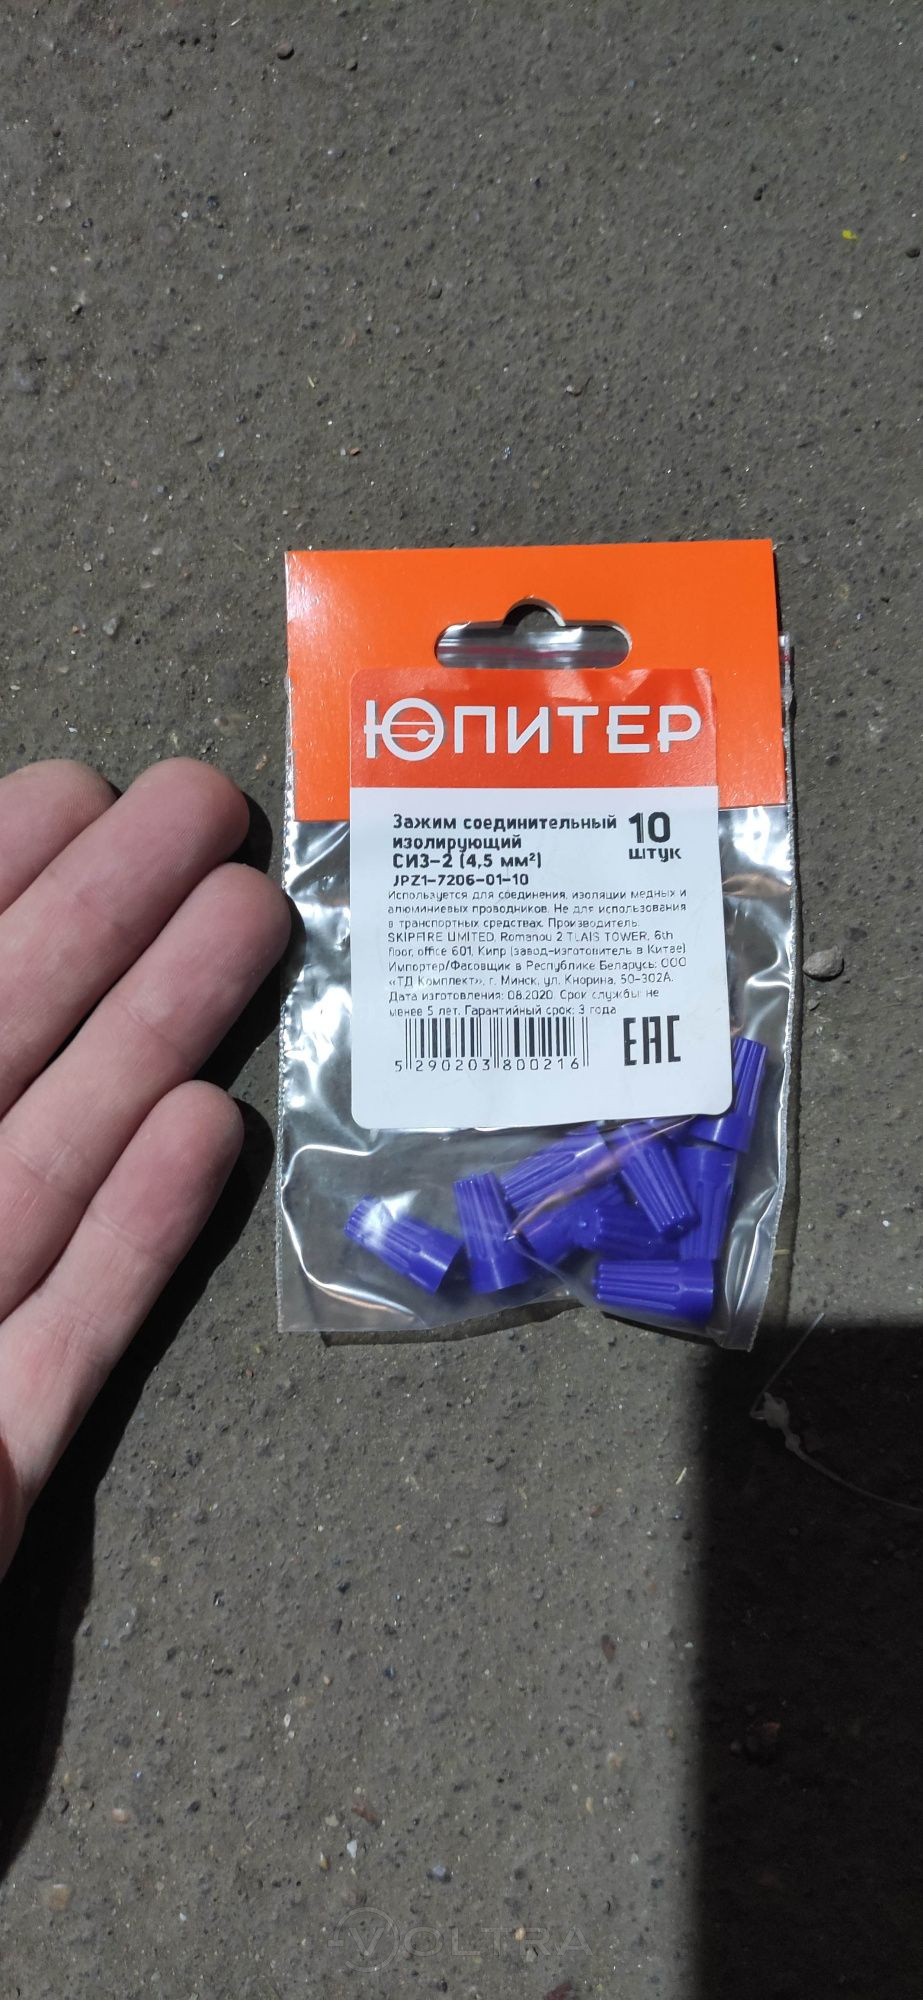 ЮПИТЕР
Зажим соединительный
изолирующий
СИЗ-2 (4,5 мм²)
JPZ1-7206-01-10
10
штук
Используется для соединения, изоляции медных и
алюминиевых проводников. Не для использования
в транспортных средствах. Производитель:
SKIPFIRE LIMITED, Romanou 2 TLAIS TOWER, 6th
floor, office 601, Кипр (завод-изготовитель в Китае)
Импортер/Фасовщик в Республике Беларусь: ООО
«ТД Комплект», г. Минск, ул. Кнорина, 50-302А.
Дата изготовления: 08.2020. Срок службы: не
менее 5 лет. Гарантийный срок: 3 года
EAC
5 290203 800216
VOLTRA